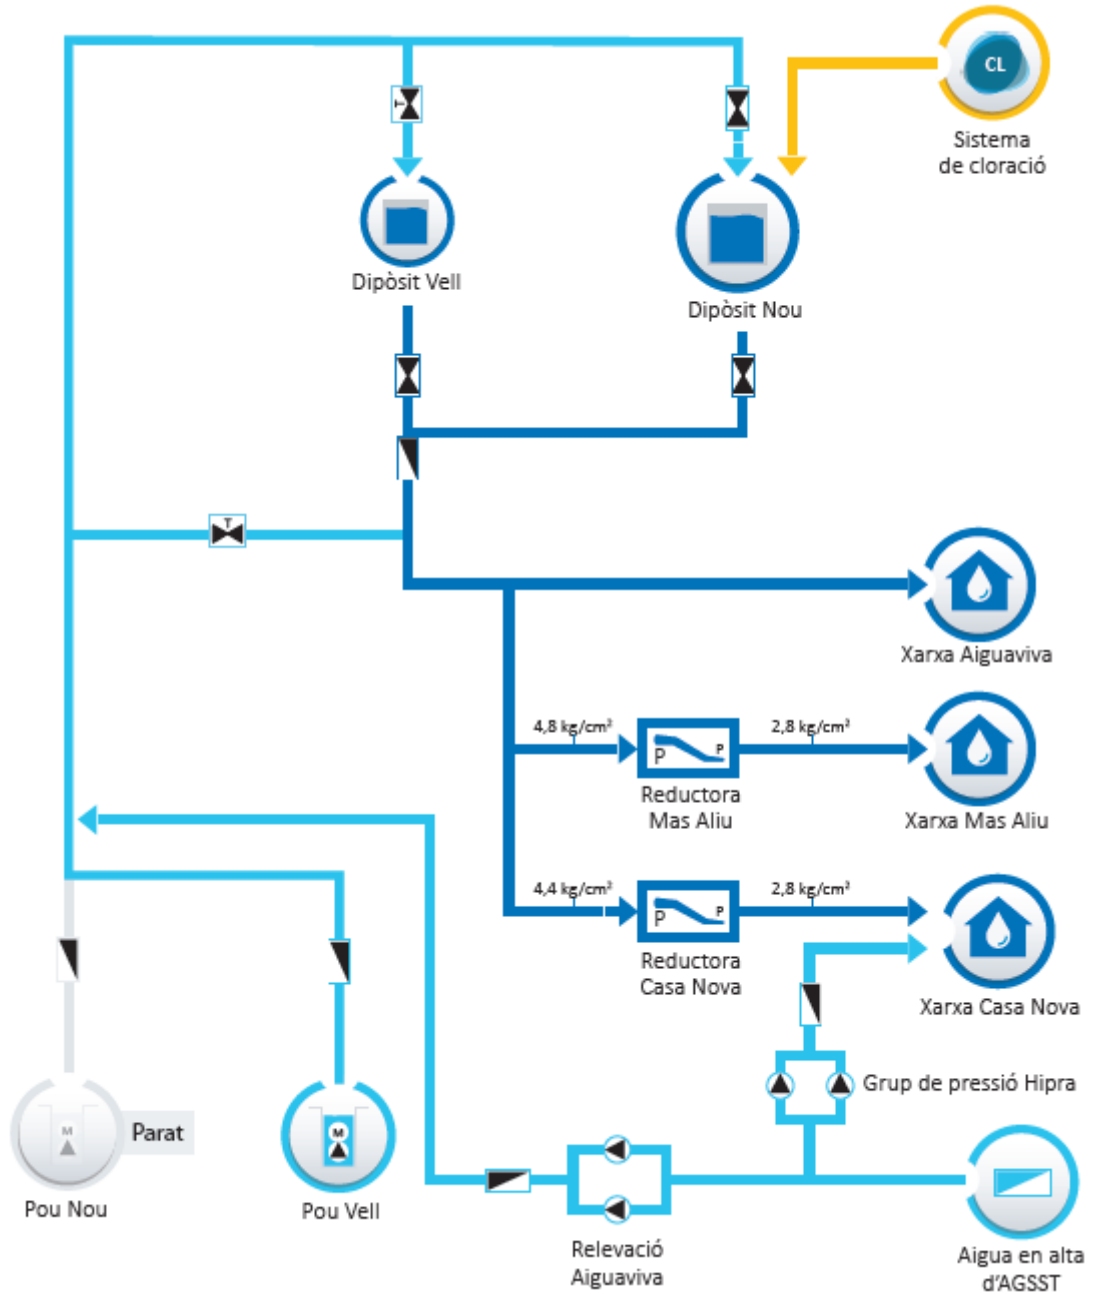 CL
Sistema
de cloració
T
Dipòsit Vell
Dipòsit Nou
T
Xarxa Aiguaviva
4,8 kg/cm²
2,8 kg/cm²
P
P
Reductora
Mas Aliu
Xarxa Mas Aliu
4,4 kg/cm²
2,8 kg/cm²
P
P
Reductora
Casa Nova
Xarxa Casa Nova
Grup de pressió Hipra
M
Parat
M
Pou Nou
Pou Vell
Relevació
Aiguaviva
Aigua en alta
d'AGSST